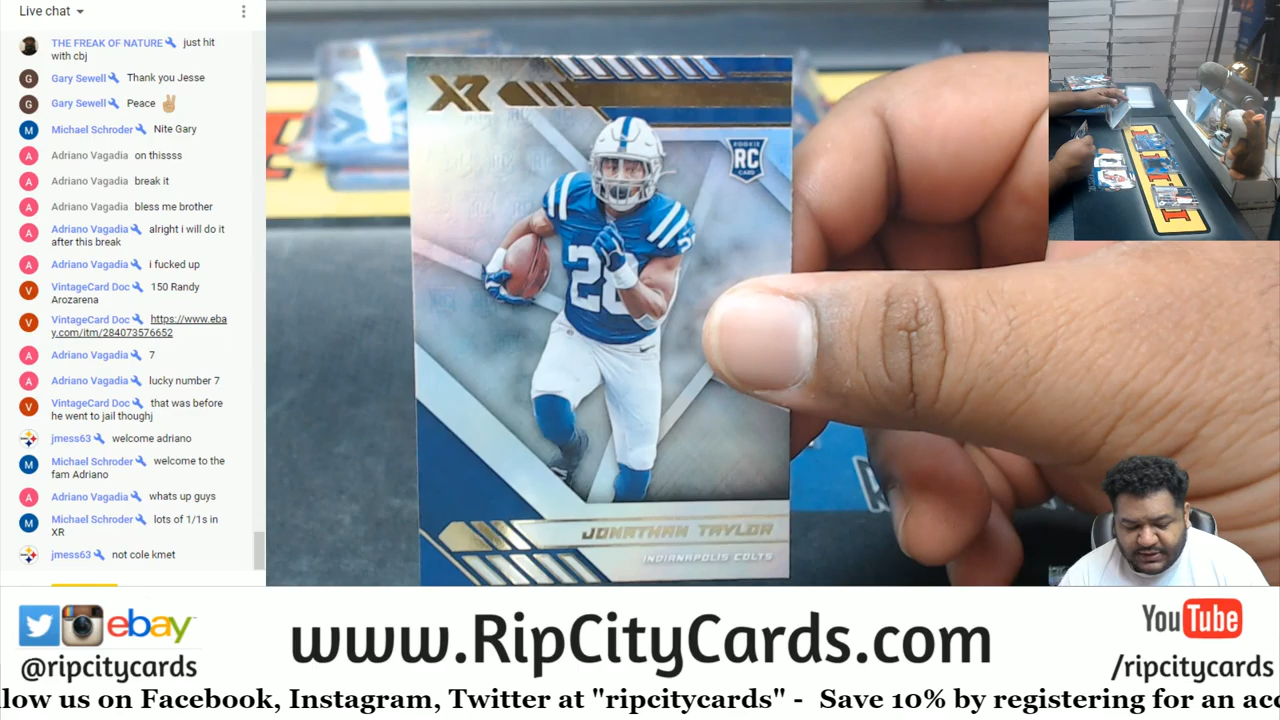 Live chat
THE FREAK OF NATURE just hit
with cbj
G Gary Sewell Thank you Jesse
G Gary Sewell Peace
M Michael Schroder Nite Gary
A Adriano Vagadia on thissss
A Adriano Vagadia break it
A Adriano Vagadia bless me brother
A Adriano Vagadia alright i will do it
after this break
A Adriano Vagadia i fucked up
V VintageCard Doc 150 Randy
Arozarena
V VintageCard Doc https://www.eba
y.com/itm/284073576652
A Adriano Vagadia 7
A Adriano Vagadia lucky number 7
V VintageCard Doc that was before
he went to jail thoughj
jmess63 welcome adriano
M Michael Schroder welcome to the
fam Adriano
A Adriano Vagadia whats up guys
M Michael Schroder lots of 1/1s in
XR
jmess63 not cole kmet
XR
ROOKIE
RC
CARD
28
JONATHAN TAYLOR
INDIANAPOLIS COLTS
ebay
@ripcitycards
www.RipCityCards.com
YouTube
/ripcitycards
llow us on Facebook, Instagram, Twitter at "ripcitycards" - Save 10% by registering for an acc